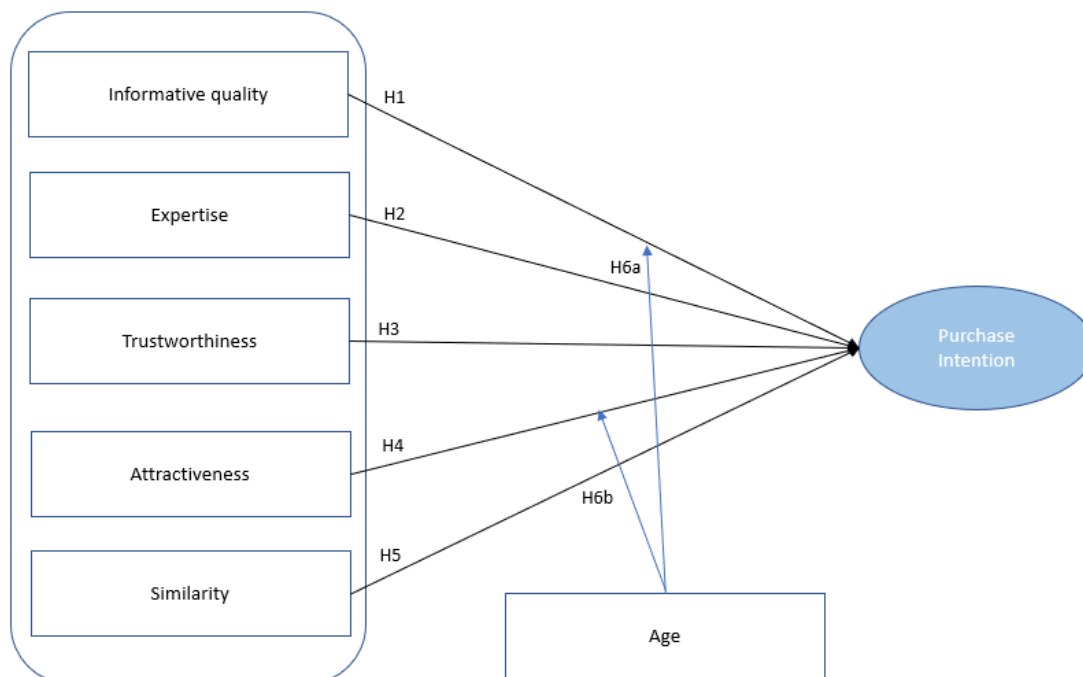 Informative quality
H1
Expertise
H2
H6a
Trustworthiness
H3
Purchase
Intention
Attractiveness
H4
H6b
Similarity
H5
Age